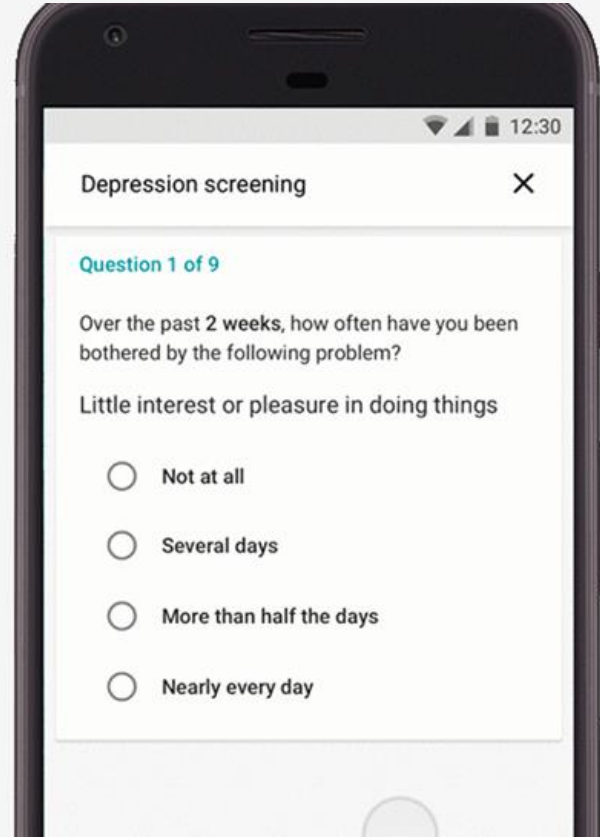 12:30
Depression screening
Question 1 of 9
Over the past 2 weeks, how often have you been
bothered by the following problem?
Little interest or pleasure in doing things
Not at all
Several days
More than half the days
Nearly every day